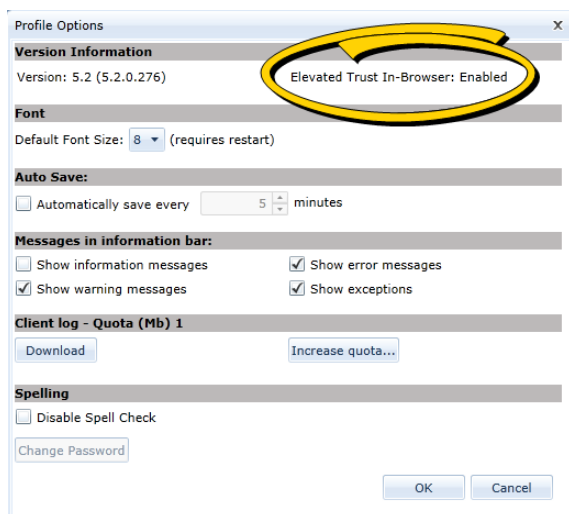 Profile Options x
Version Information
Version: 5.2 (5.2.0.276) Elevated Trust In-Browser: Enabled
Font
Default Font Size: 8 (requires restart)
Auto Save:
Automatically save every 5 minutes
Messages in information bar:
Show information messages Show error messages
Show warning messages Show exceptions
Client log - Quota (Mb) 1
Download Increase quota...
Spelling
Disable Spell Check
Change Password
OK Cancel